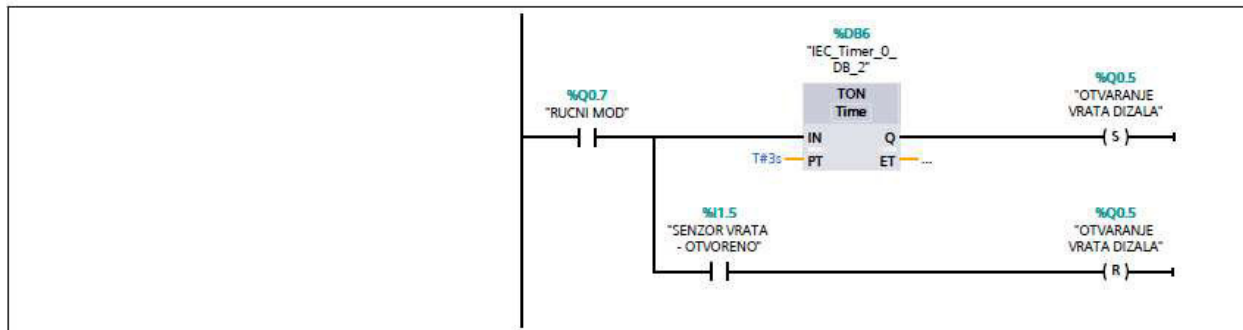 %DB6
"IEC_Timer_0_
DB_2"
TON
Time
%Q0.7
"RUCNI MOD"
%Q0.5
"OTVARANJE
VRATA DIZALA"
IN
Q
( S )
T#3s
PT
ET
...
%I1.5
"SENZOR VRATA
- OTVORENO"
%Q0.5
"OTVARANJE
VRATA DIZALA"
( R )